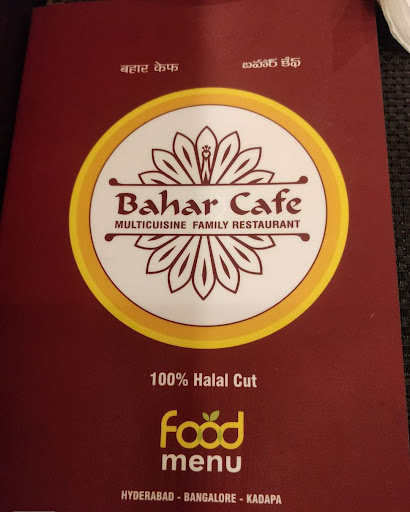 बहार केफ
బహార్ కేఫ్
Bahar Cafe
MULTICUISINE FAMILY RESTAURANT
100% Halal Cut
food
menu
HYDERABAD - BANGALORE - KADAPA